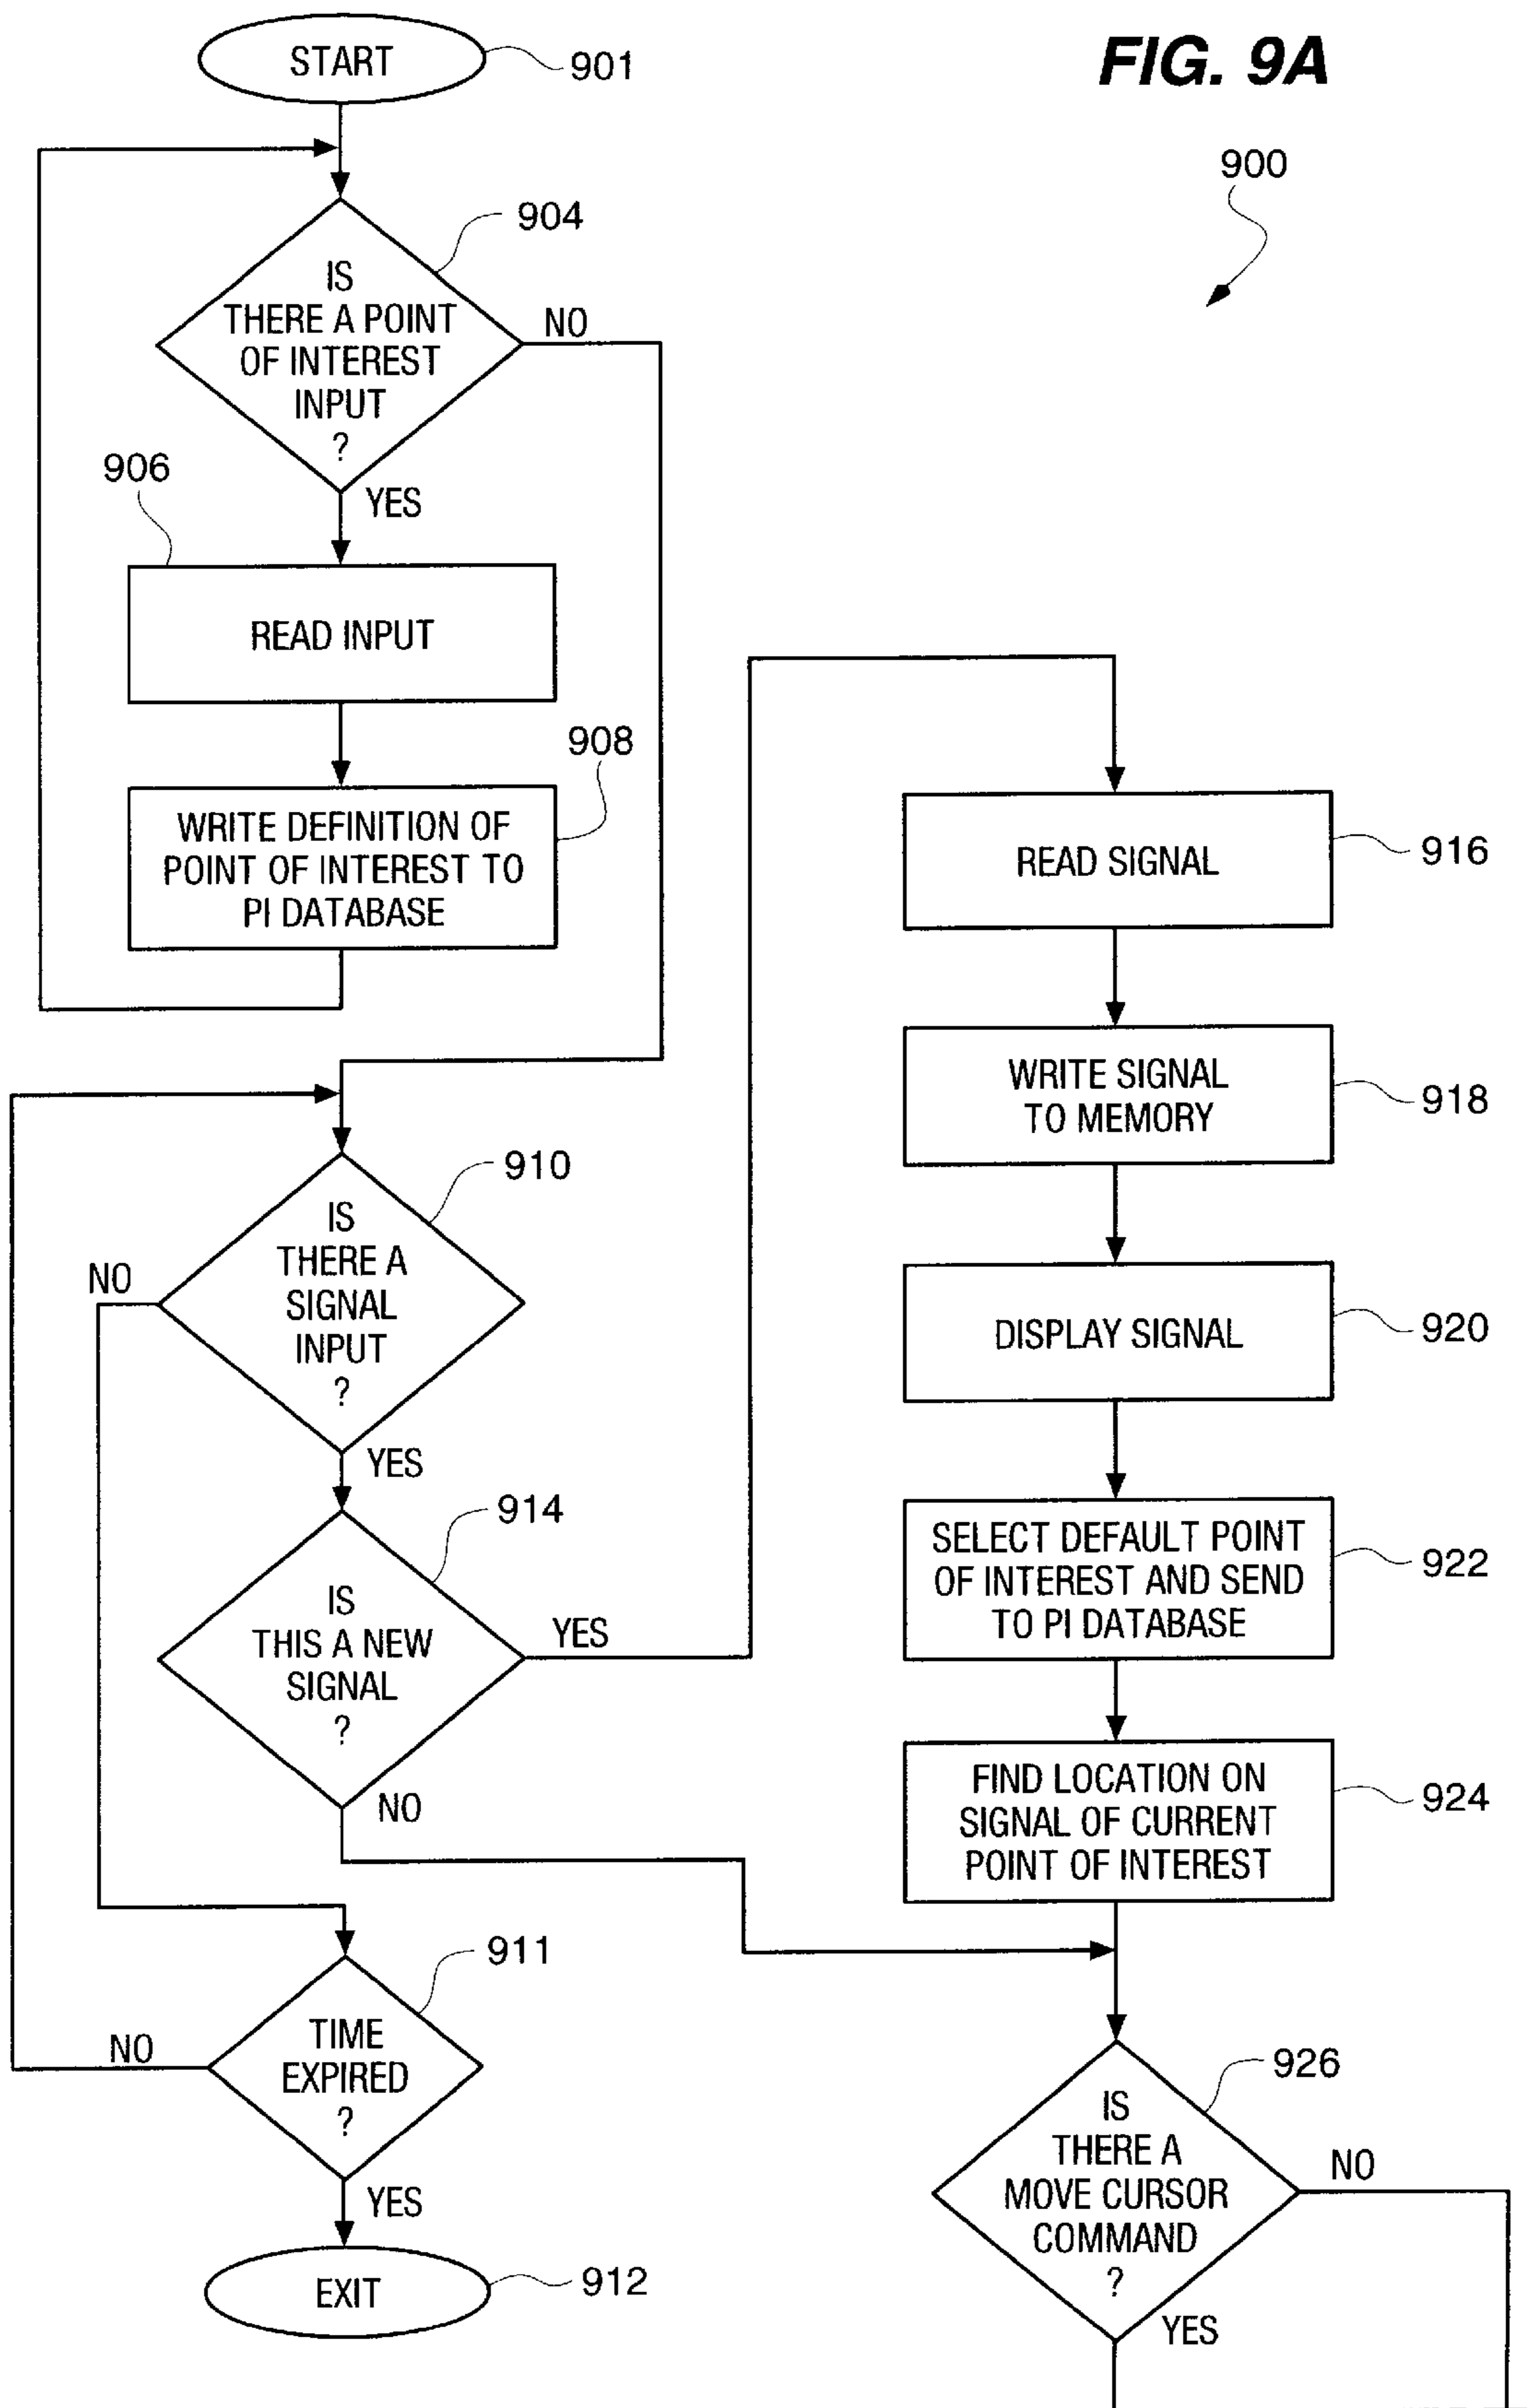 FIG. 9A
900
START
901
904
IS
THERE A POINT
OF INTEREST
INPUT
?
NO
YES
906
READ INPUT
908
WRITE DEFINITION OF
POINT OF INTEREST TO
PI DATABASE
910
IS
THERE A
SIGNAL
INPUT
?
NO
YES
914
IS
THIS A NEW
SIGNAL
?
YES
NO
911
TIME
EXPIRED
?
NO
YES
EXIT
912
READ SIGNAL
916
WRITE SIGNAL
TO MEMORY
918
DISPLAY SIGNAL
920
SELECT DEFAULT POINT
OF INTEREST AND SEND
TO PI DATABASE
922
FIND LOCATION ON
SIGNAL OF CURRENT
POINT OF INTEREST
924
926
IS
THERE A
MOVE CURSOR
COMMAND
?
NO
YES